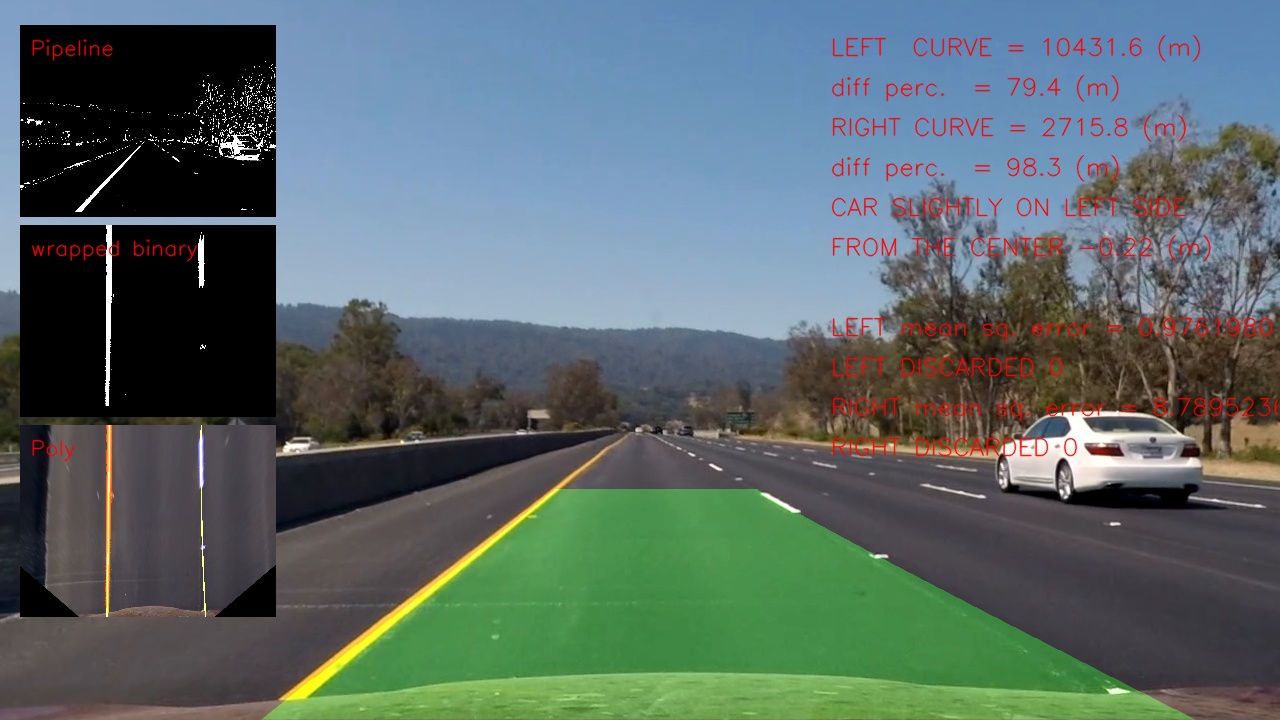 Pipeline
wrapped binary
Poly
LEFT CURVE = 10431.6 (m)
diff perc. = 79.4 (m)
RIGHT CURVE = 2715.8 (m)
diff perc. = 98.3 (m)
CAR SLIGHTLY ON LEFT SIDE
FROM THE CENTER -0.22 (m)
LEFT mean sq. error = 0.9761980
LEFT DISCARDED 0
RIGHT mean sq. error = 8.789523
RIGHT DISCARDED 0